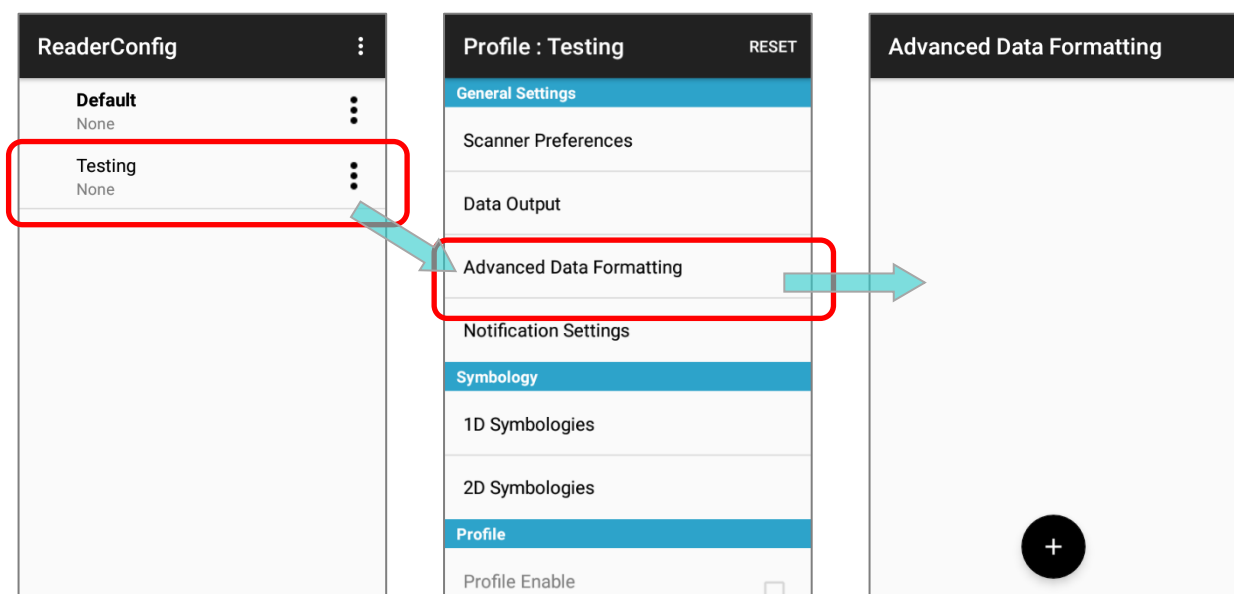 ReaderConfig
Default
None
Testing
None
Profile : Testing
RESET
General Settings
Scanner Preferences
Data Output
Advanced Data Formatting
Notification Settings
Symbology
1D Symbologies
2D Symbologies
Profile
Profile Enable
Advanced Data Formatting
+